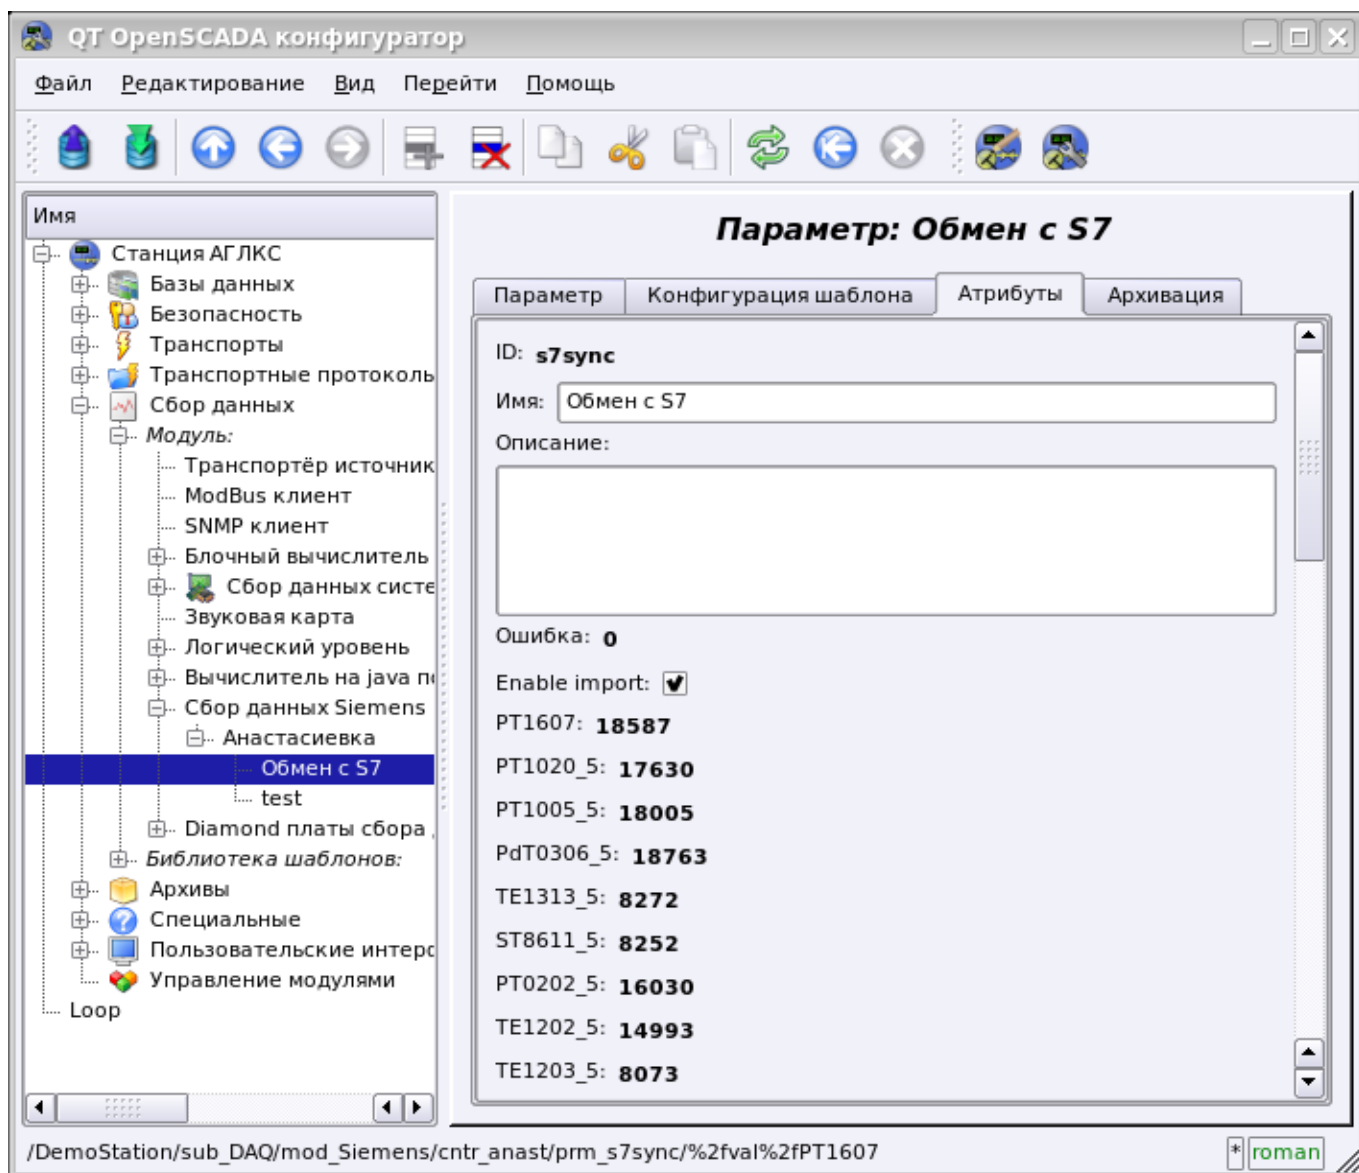 QT OpenSCADA конфигуратор
Файл Редактирование Вид Перейти Помощь
Имя
Станция АГЛКС
Базы данных
Безопасность
Транспорты
Транспортные протоколь
Сбор данных
Модуль:
Транспортёр источник
ModBus клиент
SNMP клиент
Блочный вычислитель
Сбор данных систе
Звуковая карта
Логический уровень
Вычислитель на java п
Сбор данных Siemens
Анастасиевка
Обмен с S7
test
Diamond платы сбора
Библиотека шаблонов:
Архивы
Специальные
Пользовательские интер
Управление модулями
Loop
Параметр: Обмен с S7
Параметр Конфигурация шаблона Атрибуты Архивация
ID: s7sync
Имя: Обмен с S7
Описание:
Ошибка: 0
Enable import:
PT1607: 18587
PT1020_5: 17630
PT1005_5: 18005
PdT0306_5: 18763
TE1313_5: 8272
ST8611_5: 8252
PT0202_5: 16030
TE1202_5: 14993
TE1203_5: 8073
/DemoStation/sub_DAQ/mod_Siemens/cntr_anast/prm_s7sync/%2fval%2fPT1607
* roman